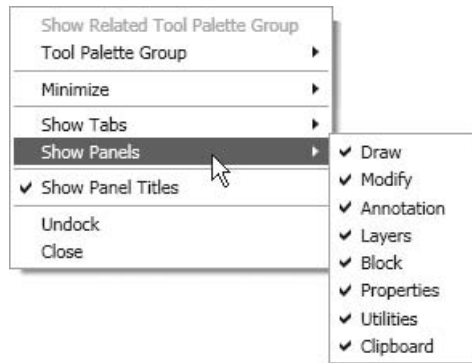 Show Related Tool Palette Group
Tool Palette Group
Minimize
Show Tabs
Show Panels
Show Panel Titles
Undock
Close
Draw
Modify
Annotation
Layers
Block
Properties
Utilities
Clipboard